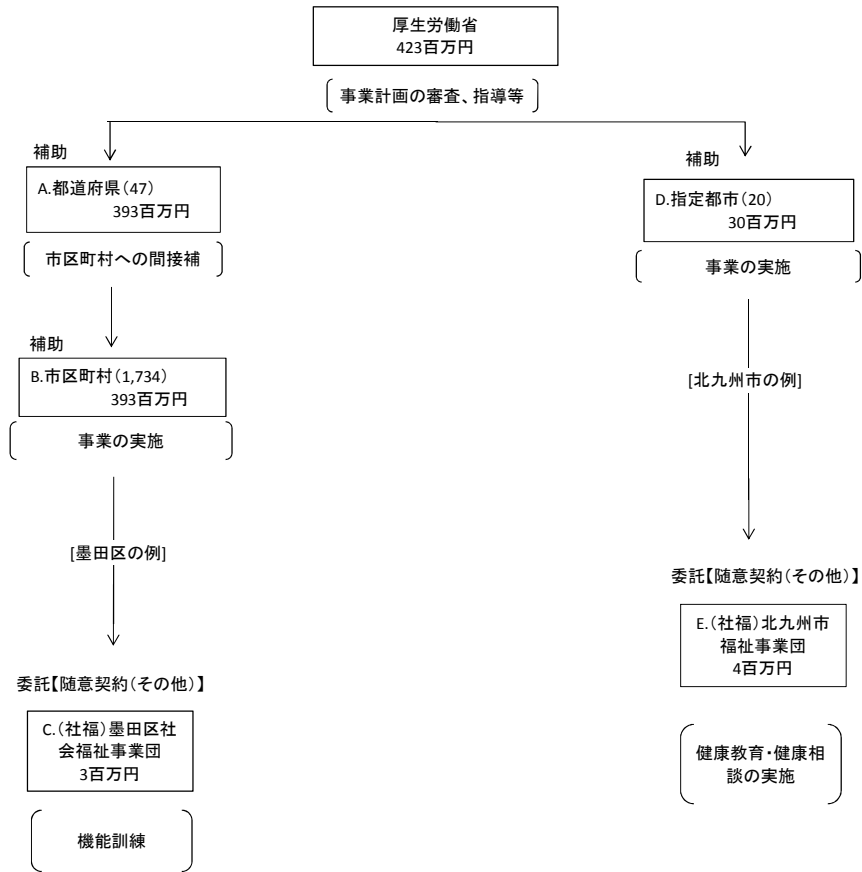 厚生労働省
423百万円
事業計画の審査、指導等
補助
A.都道府県(47)
393百万円
市区町村への間接補
補助
B.市区町村(1,734)
393百万円
事業の実施
[墨田区の例]
委託【随意契約(その他)】
C.(社福)墨田区社
会福祉事業団
3百万円
機能訓練
補助
D.指定都市(20)
30百万円
事業の実施
[北九州市の例]
委託【随意契約(その他)】
E.(社福)北九州市
福祉事業団
4百万円
健康教育・健康相
談の実施